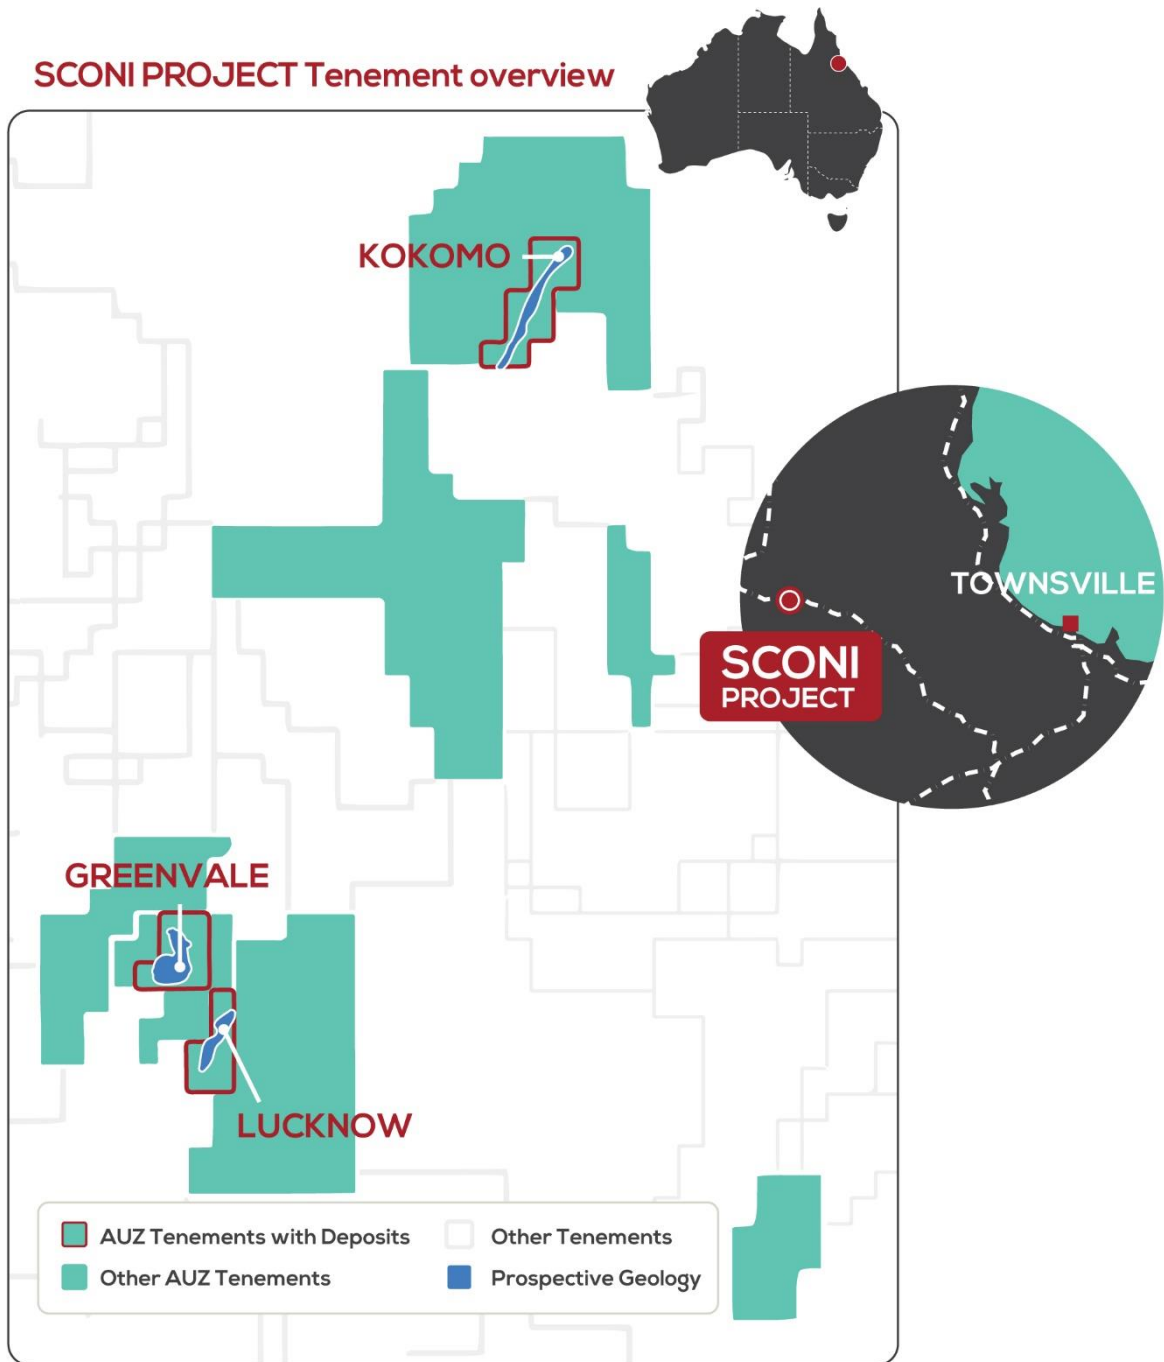 SCONI PROJECT Tenement overview
KOKOMO
TOWNSVILLE
SCONI
PROJECT
GREENVALE
LUCKNOW
AUZ Tenements with Deposits
Other Tenements
Other AUZ Tenements
Prospective Geology